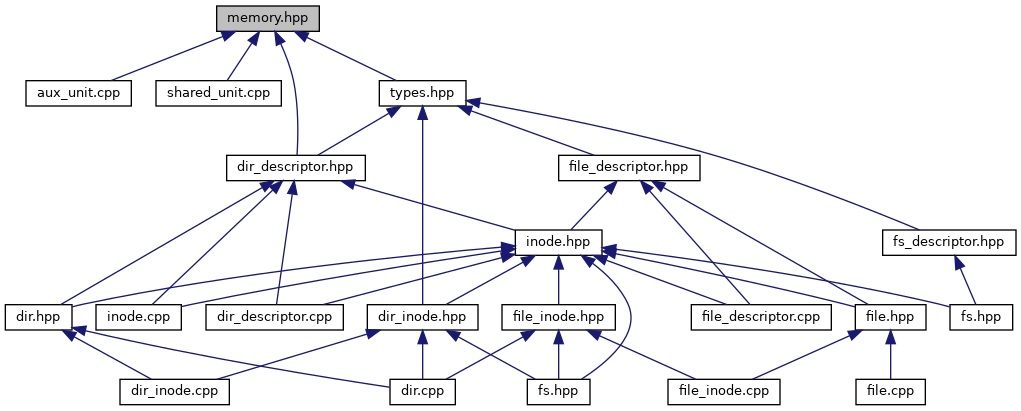 memory.hpp
aux_unit.cpp
shared_unit.cpp
types.hpp
dir_descriptor.hpp
file_descriptor.hpp
inode.hpp
fs_descriptor.hpp
dir.hpp
inode.cpp
dir_descriptor.cpp
dir_inode.hpp
file_inode.hpp
file_descriptor.cpp
file.hpp
fs.hpp
dir_inode.cpp
dir.cpp
fs.hpp
file_inode.cpp
file.cpp